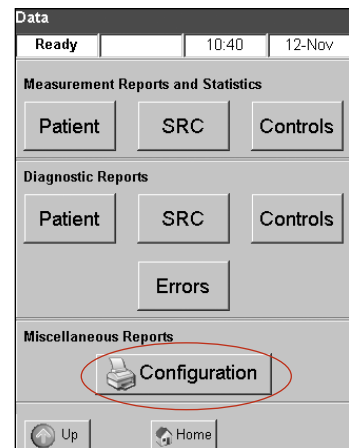 Data
Ready 10:40 12-Nov
Measurement Reports and Statistics
Patient SRC Controls
Diagnostic Reports
Patient SRC Controls
Errors
Miscellaneous Reports
Configuration
Up Home